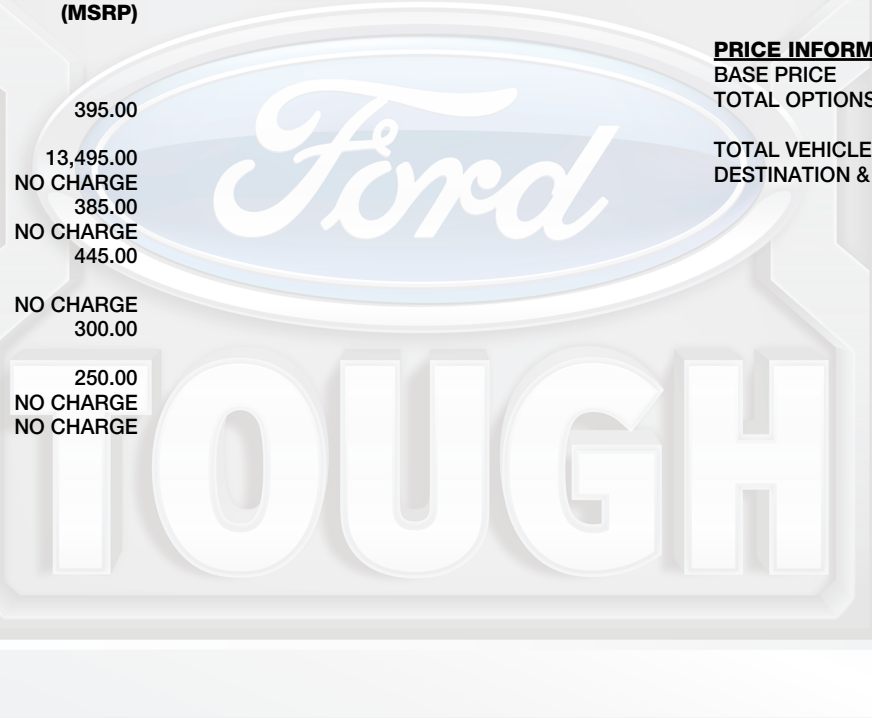 (MSRP)
395.00
13,495.00
NO CHARGE
385.00
NO CHARGE
445.00
NO CHARGE
300.00
250.00
NO CHARGE
NO CHARGE
PRICE INFORM
BASE PRICE
TOTAL OPTIONS
TOTAL VEHICLE
DESTINATION &
Ford
TOUGH